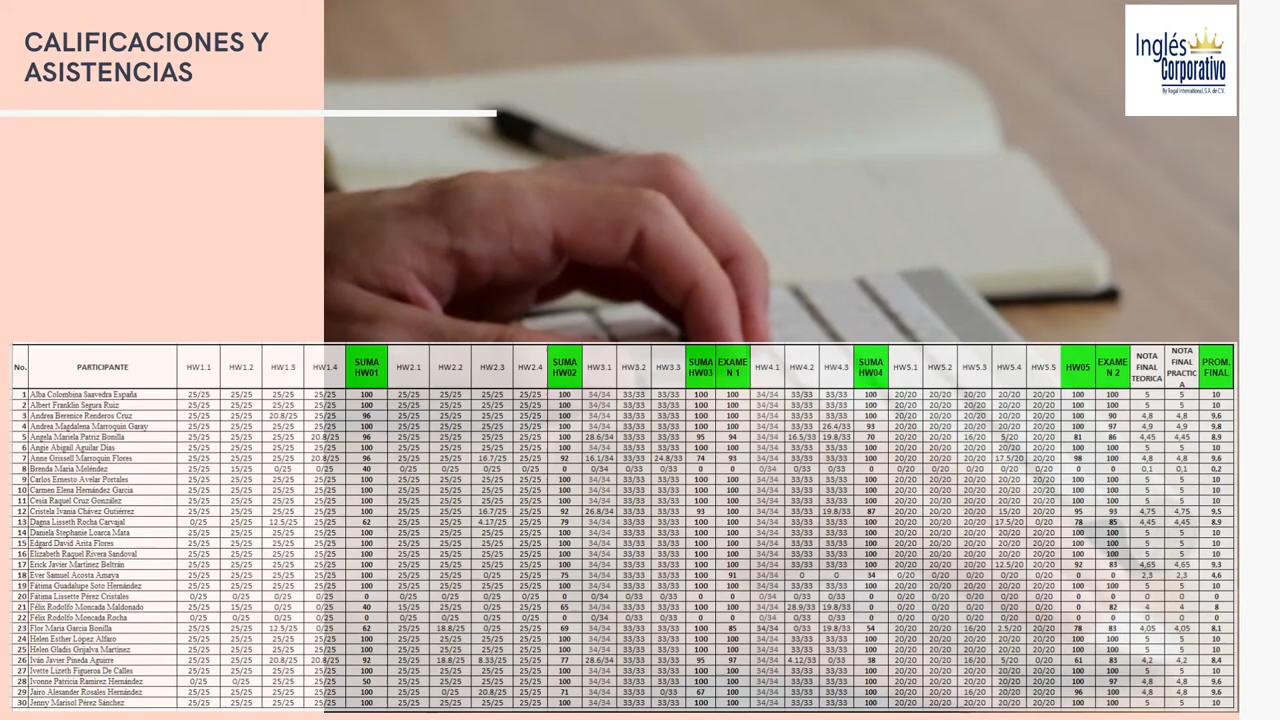 CALIFICACIONES Y
ASISTENCIAS
Inglés
Corporativo
By Regal International, S.A. de C.V.
No. PARTICIPANTE HW1.1 HW1.2 HW1.3 HW1.4 SUMA HW01 HW2.1 HW2.2 HW2.3 HW2.4 SUMA HW02 HW3.1 HW3.2 HW3.3 SUMA HW03 EXAMEN 1 HW4.1 HW4.2 HW4.3 SUMA HW04 HW5.1 HW5.2 HW5.3 HW5.4 HW5.5 HW05 EXAMEN 2 NOTA FINAL TEORICA NOTA FINAL PRACTICA PROM. FINAL
1 Alba Colombina Saavedra España 25/25 25/25 25/25 25/25 100 25/25 25/25 25/25 25/25 100 34/34 33/33 33/33 100 100 34/34 33/33 33/33 100 20/20 20/20 20/20 20/20 20/20 100 100 5 5 10
2 Albert Franklin Segura Ruiz 25/25 25/25 25/25 25/25 100 25/25 25/25 25/25 25/25 100 34/34 33/33 33/33 100 100 34/34 33/33 33/33 100 20/20 20/20 20/20 20/20 20/20 100 100 5 5 10
3 Andrea Berenice Renderos Cruz 25/25 25/25 20.8/25 25/25 96 25/25 25/25 25/25 25/25 100 34/34 33/33 33/33 100 100 34/34 33/33 33/33 100 20/20 20/20 20/20 20/20 20/20 100 90 4,8 4,8 9,6
4 Andrea Magdalena Marroquin Garay 25/25 25/25 25/25 25/25 100 25/25 25/25 25/25 25/25 100 34/34 33/33 33/33 100 100 34/34 33/33 26.4/33 93 20/20 20/20 20/20 20/20 20/20 100 97 4,9 4,9 9,8
5 Angela Mariela Patriz Bonilla 25/25 25/25 25/25 20.8/25 96 25/25 25/25 25/25 25/25 100 28.6/34 33/33 33/33 95 94 34/34 16.5/33 19.8/33 70 20/20 20/20 16/20 5/20 20/20 81 86 4,45 4,45 8,9
6 Angie Abigail Aguilar Dias 25/25 25/25 25/25 25/25 100 25/25 25/25 25/25 25/25 100 34/34 33/33 33/33 100 100 34/34 33/33 33/33 100 20/20 20/20 20/20 20/20 20/20 100 100 5 5 10
7 Anne Grissell Marroquin Flores 25/25 25/25 25/25 20.8/25 96 25/25 25/25 16.7/25 25/25 92 16.1/34 33/33 24.8/33 74 93 34/34 33/33 33/33 100 20/20 20/20 20/20 17.5/20 20/20 98 100 4,8 4,8 9,6
8 Brenda Maria Meléndez 25/25 15/25 0/25 0/25 40 0/25 0/25 0/25 0/25 0 0/34 0/33 0/33 0 0 0/34 0/33 0/33 0 0/20 0/20 0/20 0/20 0/20 0 0 0,1 0,1 0,2
9 Carlos Ernesto Avelar Portales 25/25 25/25 25/25 25/25 100 25/25 25/25 25/25 25/25 100 34/34 33/33 33/33 100 100 34/34 33/33 33/33 100 20/20 20/20 20/20 20/20 20/20 100 100 5 5 10
10 Carmen Elena Hernández Garcia 25/25 25/25 25/25 25/25 100 25/25 25/25 25/25 25/25 100 34/34 33/33 33/33 100 100 34/34 33/33 33/33 100 20/20 20/20 20/20 20/20 20/20 100 100 5 5 10
11 Cesia Raquel Cruz González 25/25 25/25 25/25 25/25 100 25/25 25/25 25/25 25/25 100 34/34 33/33 33/33 100 100 34/34 33/33 33/33 100 20/20 20/20 20/20 20/20 20/20 100 100 5 5 10
12 Cristela Ivania Chávez Gutiérrez 25/25 25/25 25/25 25/25 100 25/25 25/25 16.7/25 25/25 92 26.8/34 33/33 33/33 93 100 34/34 33/33 19.8/33 87 20/20 20/20 20/20 15/20 20/20 95 93 4,75 4,75 9,5
13 Dagna Lisseth Rocha Carvajal 0/25 25/25 12.5/25 25/25 62 25/25 25/25 4.17/25 25/25 79 34/34 33/33 33/33 100 100 34/34 33/33 33/33 100 20/20 20/20 20/20 17.5/20 0/20 78 85 4,45 4,45 8,9
14 Daniela Stephanie Loarca Mata 25/25 25/25 25/25 25/25 100 25/25 25/25 25/25 25/25 100 34/34 33/33 33/33 100 100 34/34 33/33 33/33 100 20/20 20/20 20/20 20/20 20/20 100 100 5 5 10
15 Edgard David Arita Flores 25/25 25/25 25/25 25/25 100 25/25 25/25 25/25 25/25 100 34/34 33/33 33/33 100 100 34/34 33/33 33/33 100 20/20 20/20 20/20 20/20 20/20 100 100 5 5 10
16 Elizabeth Raquel Rivera Sandoval 25/25 25/25 25/25 25/25 100 25/25 25/25 25/25 25/25 100 34/34 33/33 33/33 100 100 34/34 33/33 33/33 100 20/20 20/20 20/20 20/20 20/20 100 100 5 5 10
17 Erick Javier Martinez Beltrán 25/25 25/25 25/25 25/25 100 25/25 25/25 25/25 25/25 100 34/34 33/33 33/33 100 100 34/34 33/33 33/33 100 20/20 20/20 20/20 12.5/20 20/20 92 83 4,65 4,65 9,3
18 Ever Samuel Acosta Amaya 25/25 25/25 25/25 25/25 100 25/25 25/25 0/25 25/25 75 34/34 33/33 33/33 100 91 34/34 0 0 34 0/20 0/20 0/20 0/20 0/20 0 0 2,3 2,3 4,6
19 Fátima Guadalupe Soto Hernández 25/25 25/25 25/25 25/25 100 25/25 25/25 25/25 25/25 100 34/34 33/33 33/33 100 100 34/34 33/33 33/33 100 20/20 20/20 20/20 20/20 20/20 100 100 5 5 10
20 Fátima Lissette Pérez Cristales 0/25 0/25 0/25 0/25 0 0/25 0/25 0/25 0/25 0 0/34 0/33 0/33 0 0 0/34 0/33 0/33 0 0/20 0/20 0/20 0/20 0/20 0 0 0 0 0
21 Félix Rodolfo Moncada Maldonado 25/25 15/25 0/25 0/25 40 15/25 25/25 0/25 25/25 65 34/34 33/33 33/33 100 100 34/34 28.9/33 19.8/33 0 0/20 0/20 0/20 0/20 0/20 0 82 4 4 8
22 Félix Rodolfo Moncada Rocha 0/25 0/25 0/25 0/25 0 0/25 0/25 0/25 0/25 0 0/34 0/33 0/33 0 0 0/34 0/33 0/33 0 0/20 0/20 0/20 0/20 0/20 0 0 0 0 0
23 Flor Maria Garcia Bonilla 25/25 25/25 12.5/25 0/25 62 25/25 18.8/25 0/25 25/25 69 34/34 33/33 33/33 100 85 34/34 0/33 19.8/33 54 20/20 20/20 16/20 2.5/20 20/20 78 83 4,05 4,05 8,1
24 Helen Esther López Alfaro 25/25 25/25 25/25 25/25 100 25/25 25/25 25/25 25/25 100 34/34 33/33 33/33 100 100 34/34 33/33 33/33 100 20/20 20/20 20/20 20/20 20/20 100 100 5 5 10
25 Helen Gladis Grijalva Martinez 25/25 25/25 25/25 25/25 100 25/25 25/25 25/25 25/25 100 34/34 33/33 33/33 100 100 34/34 33/33 33/33 100 20/20 20/20 20/20 20/20 20/20 100 100 5 5 10
26 Iván Javier Pineda Aguirre 25/25 25/25 20.8/25 20.8/25 92 25/25 18.8/25 8.33/25 25/25 77 28.6/34 33/33 33/33 95 97 34/34 4.12/33 0/33 38 20/20 20/20 16/20 5/20 0/20 61 83 4,2 4,2 8,4
27 Ivette Lizeth Figueroa De Calles 25/25 25/25 25/25 25/25 100 25/25 25/25 25/25 25/25 100 34/34 33/33 33/33 100 100 34/34 33/33 33/33 100 20/20 20/20 20/20 20/20 20/20 100 100 5 5 10
28 Ivonne Patricia Ramirez Hernández 0/25 0/25 25/25 25/25 50 25/25 25/25 25/25 25/25 100 34/34 33/33 33/33 100 100 34/34 33/33 33/33 100 20/20 20/20 20/20 20/20 20/20 100 97 4,8 4,8 9,6
29 Jairo Alexander Rosales Hernández 25/25 25/25 25/25 25/25 100 25/25 0/25 20.8/25 25/25 71 34/34 33/33 0/33 67 100 34/34 33/33 33/33 100 20/20 20/20 16/20 20/20 20/20 96 100 4,8 4,8 9,6
30 Jenny Marisol Pérez Sánchez 25/25 25/25 25/25 25/25 100 25/25 25/25 25/25 25/25 100 34/34 33/33 33/33 100 100 34/34 33/33 33/33 100 20/20 20/20 20/20 20/20 20/20 100 100 5 5 10